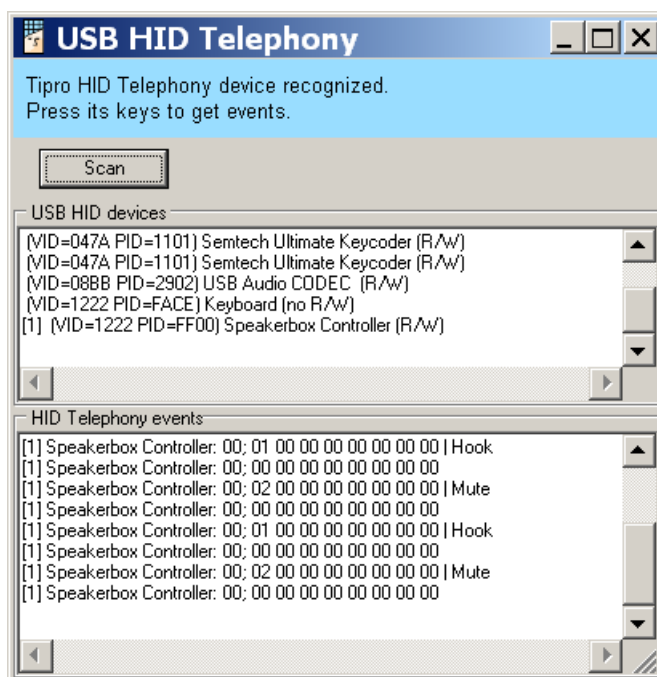 USB HID Telephony
Tipro HID Telephony device recognized.
Press its keys to get events.
Scan
USB HID devices
(VID=047A PID=1101) Semtech Ultimate Keycoder (R/W)
(VID=047A PID=1101) Semtech Ultimate Keycoder (R/W)
(VID=08BB PID=2902) USB Audio CODEC (R/W)
(VID=1222 PID=FACE) Keyboard (no R/W)
[1] (VID=1222 PID=FF00) Speakerbox Controller (R/W)
HID Telephony events
[1] Speakerbox Controller: 00; 01 00 00 00 00 00 00 00 | Hook
[1] Speakerbox Controller: 00; 00 00 00 00 00 00 00 00
[1] Speakerbox Controller: 00; 02 00 00 00 00 00 00 00 | Mute
[1] Speakerbox Controller: 00; 00 00 00 00 00 00 00 00
[1] Speakerbox Controller: 00; 01 00 00 00 00 00 00 00 | Hook
[1] Speakerbox Controller: 00; 00 00 00 00 00 00 00 00
[1] Speakerbox Controller: 00; 02 00 00 00 00 00 00 00 | Mute
[1] Speakerbox Controller: 00; 00 00 00 00 00 00 00 00